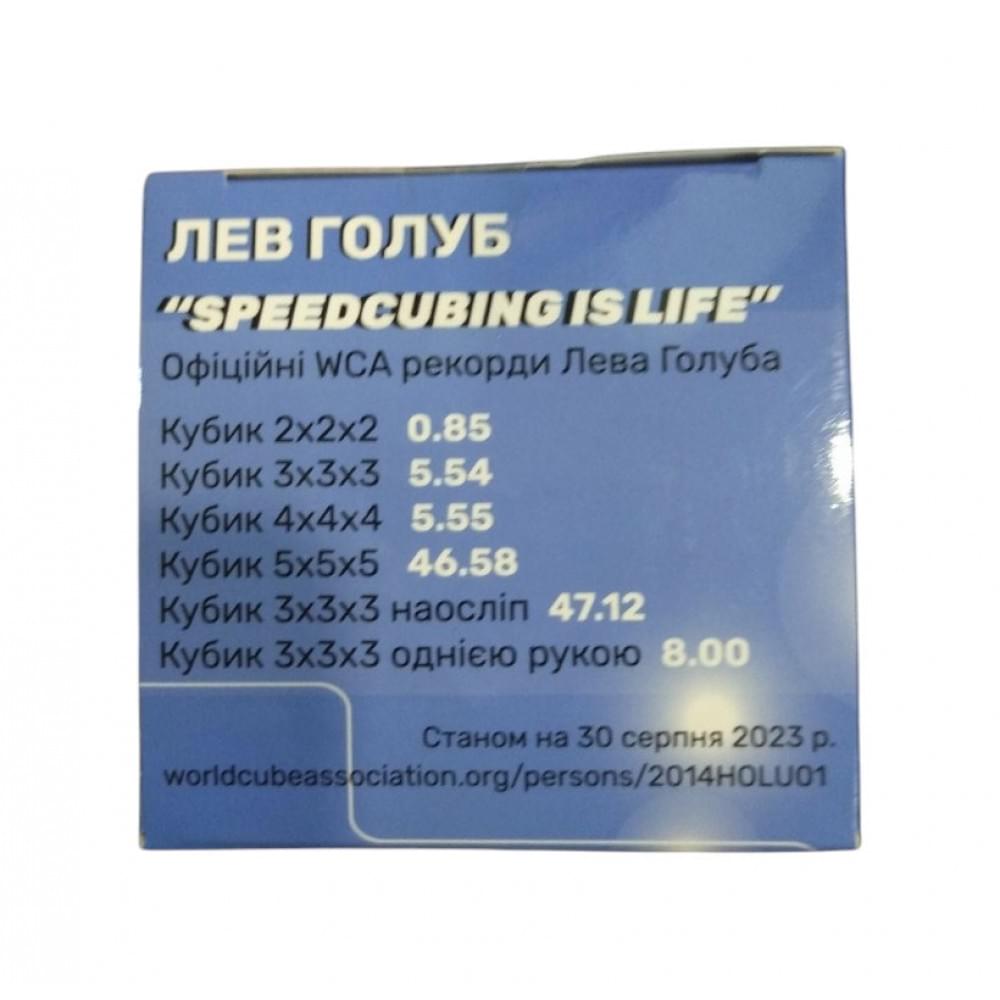 ЛЕВ ГОЛУБ
“SPEEDCUBING IS LIFE”
Офіційні WCA рекорди Лева Голуба
Кубик 2x2x2 0.85
Кубик 3x3x3 5.54
Кубик 4x4x4 5.55
Кубик 5x5x5 46.58
Кубик 3x3x3 наосліп 47.12
Кубик 3x3x3 однією рукою 8.00
Станом на 30 серпня 2023 р.
worldcubeassociation.org/persons/2014HOLU01